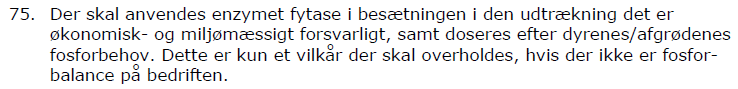 75. Der skal anvendes enzymet fytase i besætningen i den udtrækning det er
økonomisk- og miljømæssigt forsvarligt, samt doseres efter dyrenes/afgrødenes
fosforbehov. Dette er kun et vilkår der skal overholdes, hvis der ikke er fosfor-
balance på bedriften.